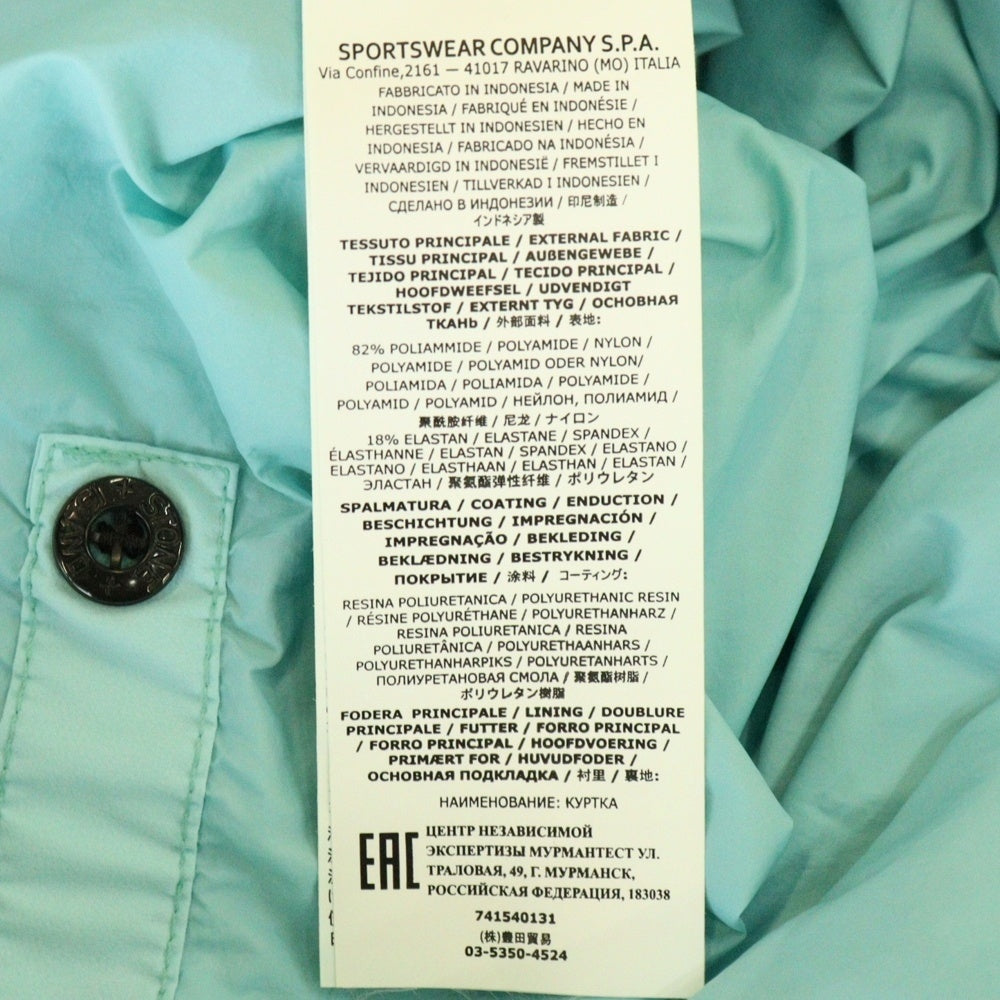 SPORTSWEAR COMPANY S.P.A.
Via Confine,2161 — 41017 RAVARINO (MO) ITALIA
FABBRICATO IN INDONESIA / MADE IN
INDONESIA / FABRIQUÉ EN INDONÉSIE /
HERGESTELLT IN INDONESIEN / HECHO EN
INDONESIA / FABRICADO NA INDONÉSIA /
VERVAARDIGD IN INDONESIË / FREMSTILLET I
INDONESIEN / TILLVERKAD I INDONESIEN /
СДЕЛАНО В ИНДОНЕЗИИ / 印尼制造 /
インドネシア製
TESSUTO PRINCIPALE / EXTERNAL FABRIC /
TISSU PRINCIPAL / AUßENGEWEBE /
TEJIDO PRINCIPAL / TECIDO PRINCIPAL /
HOOFDWEEFSEL / UDVENDIGT
TEKSTILSTOF / EXTERNT TYG / ОСНОВНАЯ
ТКАНЬ / 外部面料 / 表地:
82% POLIAMMIDE / POLYAMIDE / NYLON /
POLYAMIDE / POLYAMID ODER NYLON/
POLIAMIDA / POLIAMIDA / POLYAMIDE /
POLYAMID / POLYAMID / НЕЙЛОН, ПОЛИАМИД /
聚酰胺纤维 / 尼龙 / ナイロン
18% ELASTAN / ELASTANE / SPANDEX /
ÉLASTHANNE / ELASTAN / SPANDEX / ELASTANO /
ELASTANO / ELASTHAAN / ELASTHAN / ELASTAN /
ЭЛАСТАН / 聚氨酯弹性纤维 / ポリウレタン
SPALMATURA / COATING / ENDUCTION /
BESCHICHTUNG / IMPREGNACIÓN /
IMPREGNAÇÃO / BEKLEDING /
BEKLÆDNING / BESTRYKNING /
ПОКРЫТИЕ / 涂料 / コーティング:
RESINA POLIURETANICA / POLYURETHANIC RESIN
/ RÉSINE POLYURÉTHANE / POLYURETHANHARZ /
RESINA POLIURETANICA / RESINA
POLIURETÂNICA / POLYURETHAANHARS /
POLYURETHANHARPIKS / POLYURETANHARTS /
ПОЛИУРЕТАНОВАЯ СМОЛА / 聚氨酯树脂 /
ポリウレタン樹脂
FODERA PRINCIPALE / LINING / DOUBLURE
PRINCIPALE / FUTTER / FORRO PRINCIPAL
/ FORRO PRINCIPAL / HOOFDVOERING /
PRIMÆRT FOR / HUVUDFODER /
ОСНОВНАЯ ПОДКЛАДКА / 衬里 / 裏地:
НАИМЕНОВАНИЕ: КУРТКА
EAC
ЦЕНТР НЕЗАВИСИМОЙ
ЭКСПЕРТИЗЫ МУРМАНТЕСТ УЛ.
ТРАЛОВАЯ, 49, Г. МУРМАНСК,
РОССИЙСКАЯ ФЕДЕРАЦИЯ, 183038
741540131
(株)豊田貿易
03-5350-4524
STONE